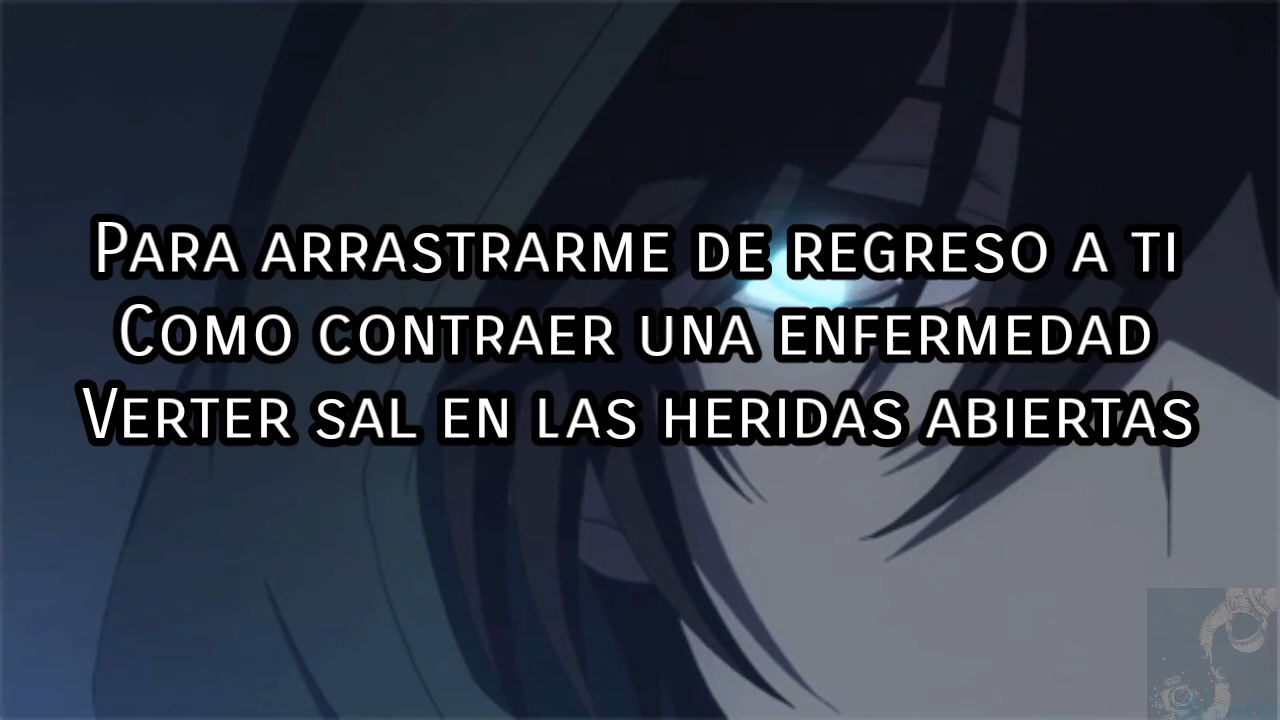 Para arrastrarme de regreso a ti
Como contraer una enfermedad
Verter sal en las heridas abiertas